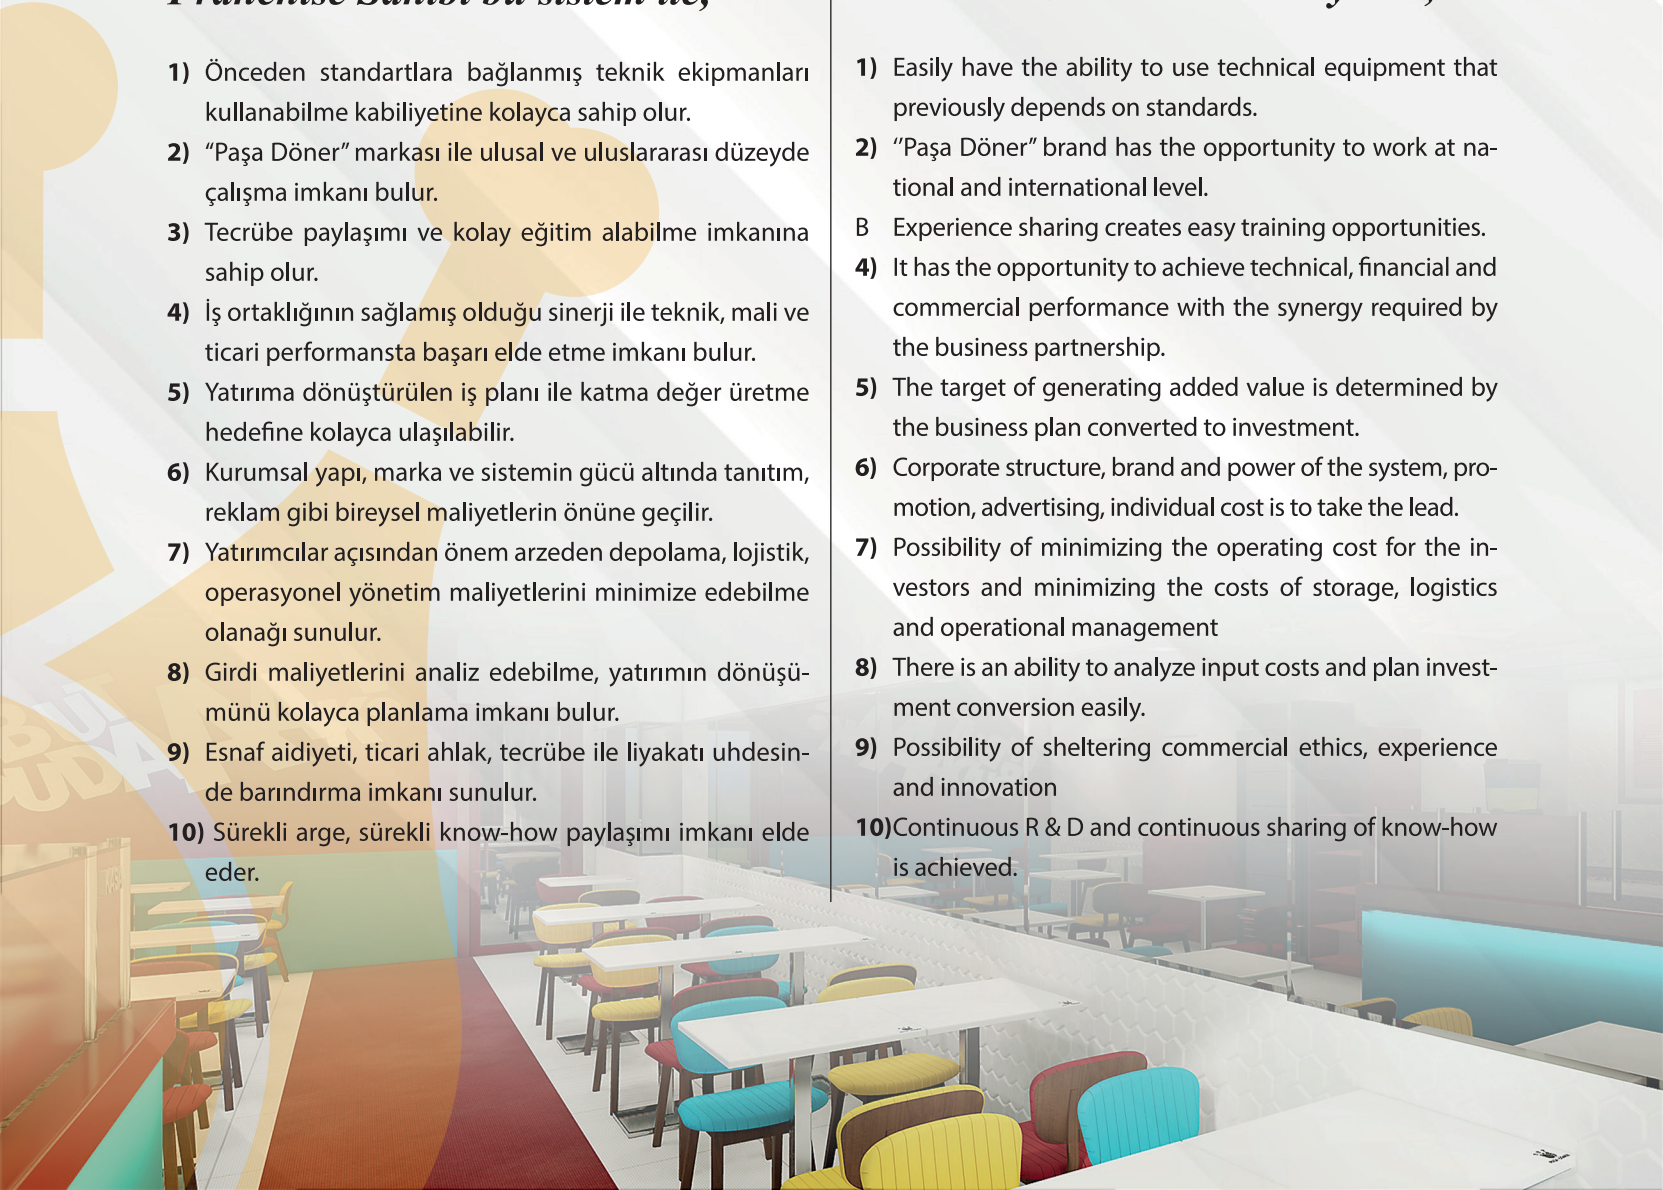 Franchise Sahibi bu sistem ile,
1) Önceden standartlara bağlanmış teknik ekipmanları
kullanabilme kabiliyetine kolayca sahip olur.
2) “Paşa Döner” markası ile ulusal ve uluslararası düzeyde
çalışma imkanı bulur.
3) Tecrübe paylaşımı ve kolay eğitim alabilme imkanına
sahip olur.
4) İş ortaklığının sağlamış olduğu sinerji ile teknik, mali ve
ticari performansta başarı elde etme imkanı bulur.
5) Yatırıma dönüştürülen iş planı ile katma değer üretme
hedefine kolayca ulaşılabilir.
6) Kurumsal yapı, marka ve sistemin gücü altında tanıtım,
reklam gibi bireysel maliyetlerin önüne geçilir.
7) Yatırımcılar açısından önem arzeden depolama, lojistik,
operasyonel yönetim maliyetlerini minimize edebilme
olanağı sunulur.
8) Girdi maliyetlerini analiz edebilme, yatırımın dönüşü-
münü kolayca planlama imkanı bulur.
9) Esnaf aidiyeti, ticari ahlak, tecrübe ile liyakatı uhdesin-
de barındırma imkanı sunulur.
10) Sürekli arge, sürekli know-how paylaşımı imkanı elde
eder.
1) Easily have the ability to use technical equipment that
previously depends on standards.
2) ‘’Paşa Döner” brand has the opportunity to work at na-
tional and international level.
B Experience sharing creates easy training opportunities.
4) It has the opportunity to achieve technical, financial and
commercial performance with the synergy required by
the business partnership.
5) The target of generating added value is determined by
the business plan converted to investment.
6) Corporate structure, brand and power of the system, pro-
motion, advertising, individual cost is to take the lead.
7) Possibility of minimizing the operating cost for the in-
vestors and minimizing the costs of storage, logistics
and operational management
8) There is an ability to analyze input costs and plan invest-
ment conversion easily.
9) Possibility of sheltering commercial ethics, experience
and innovation
10)Continuous R & D and continuous sharing of know-how
is achieved.